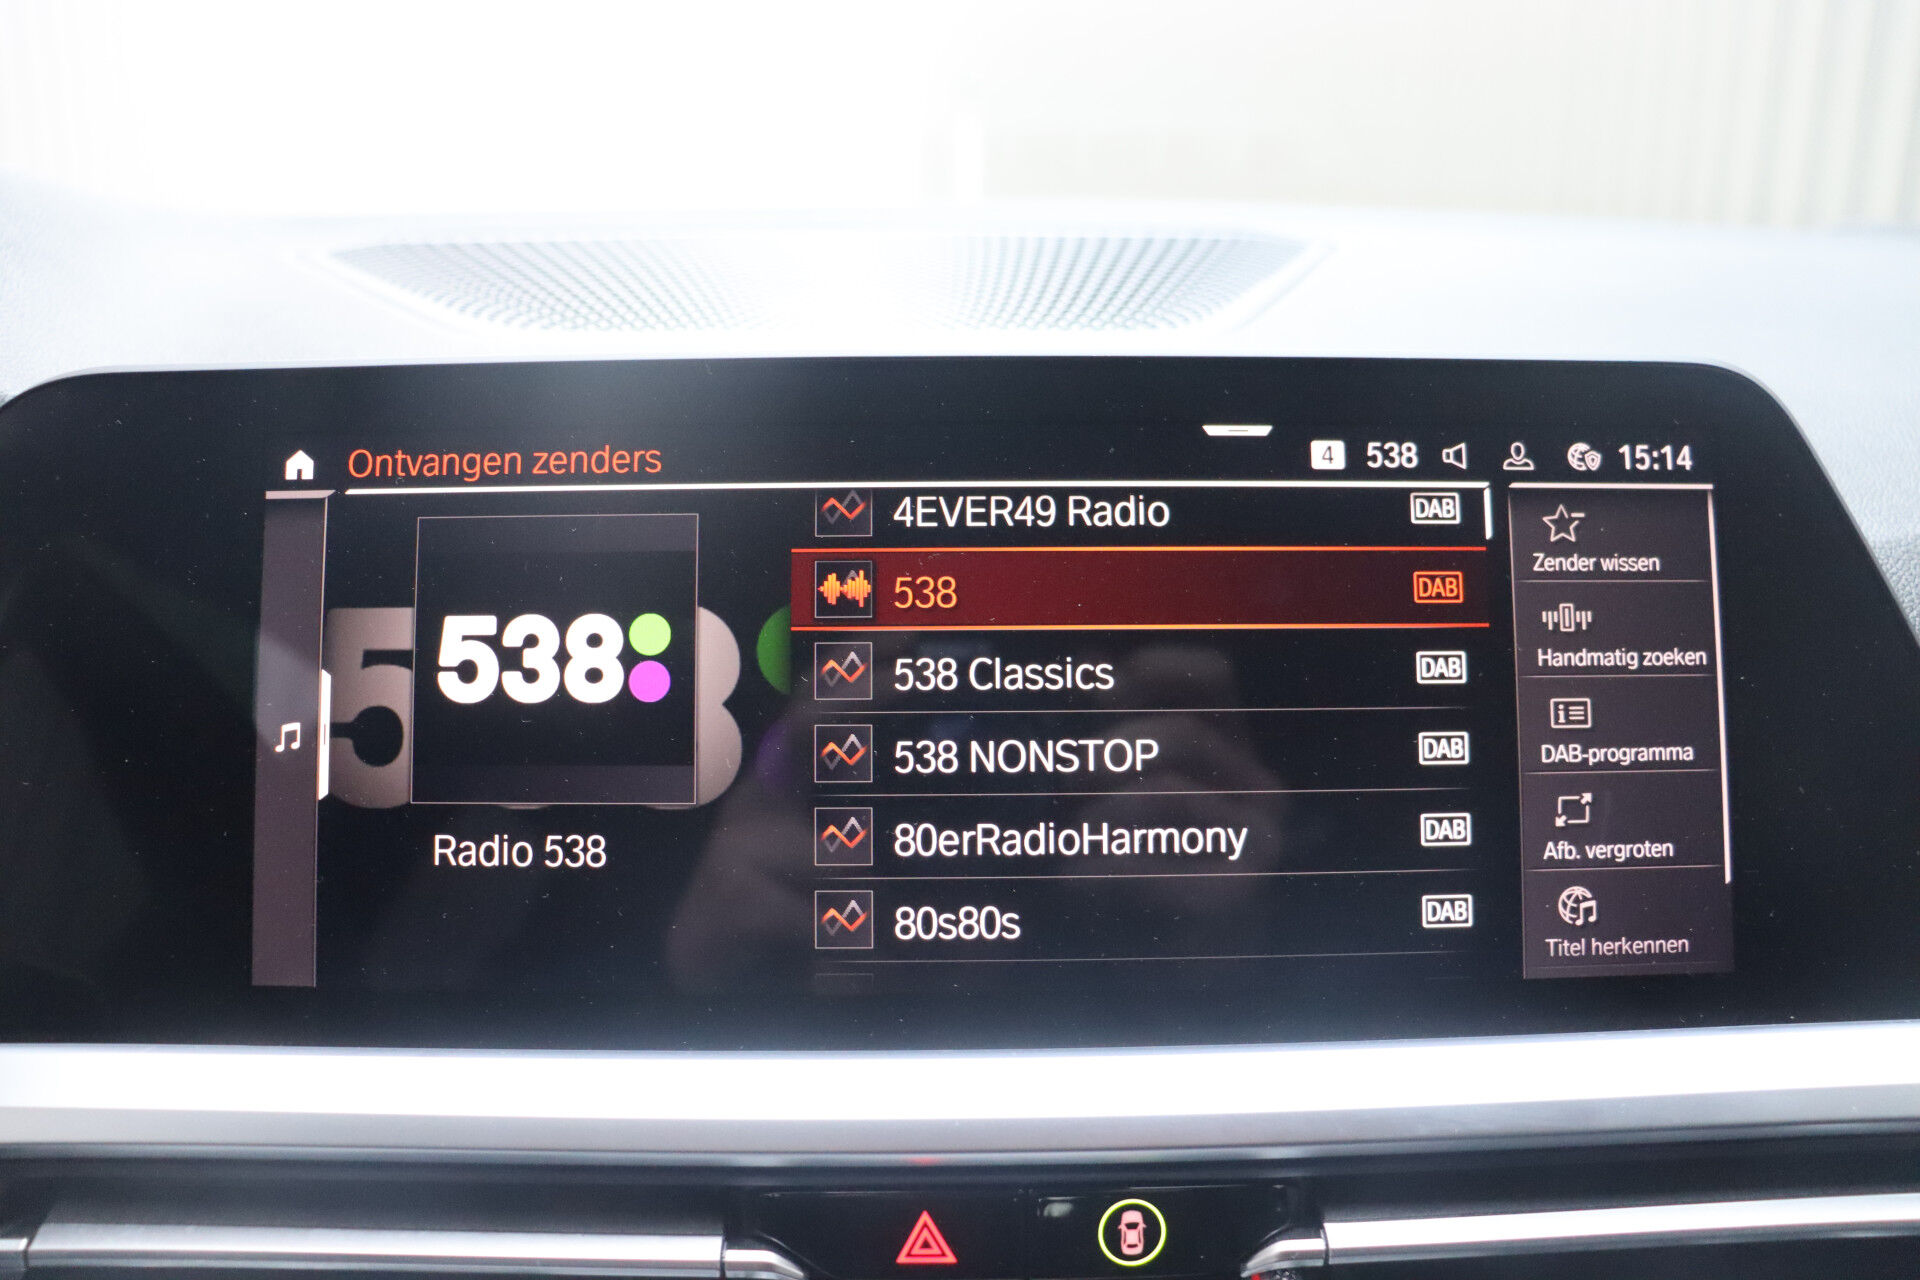 Ontvangen zenders
4 538 15:14
538
Radio 538
4EVER49 Radio DAB
538 DAB
538 Classics DAB
538 NONSTOP DAB
80erRadioHarmony DAB
80s80s DAB
Zender wissen
Handmatig zoeken
DAB-programma
Afb. vergroten
Titel herkennen